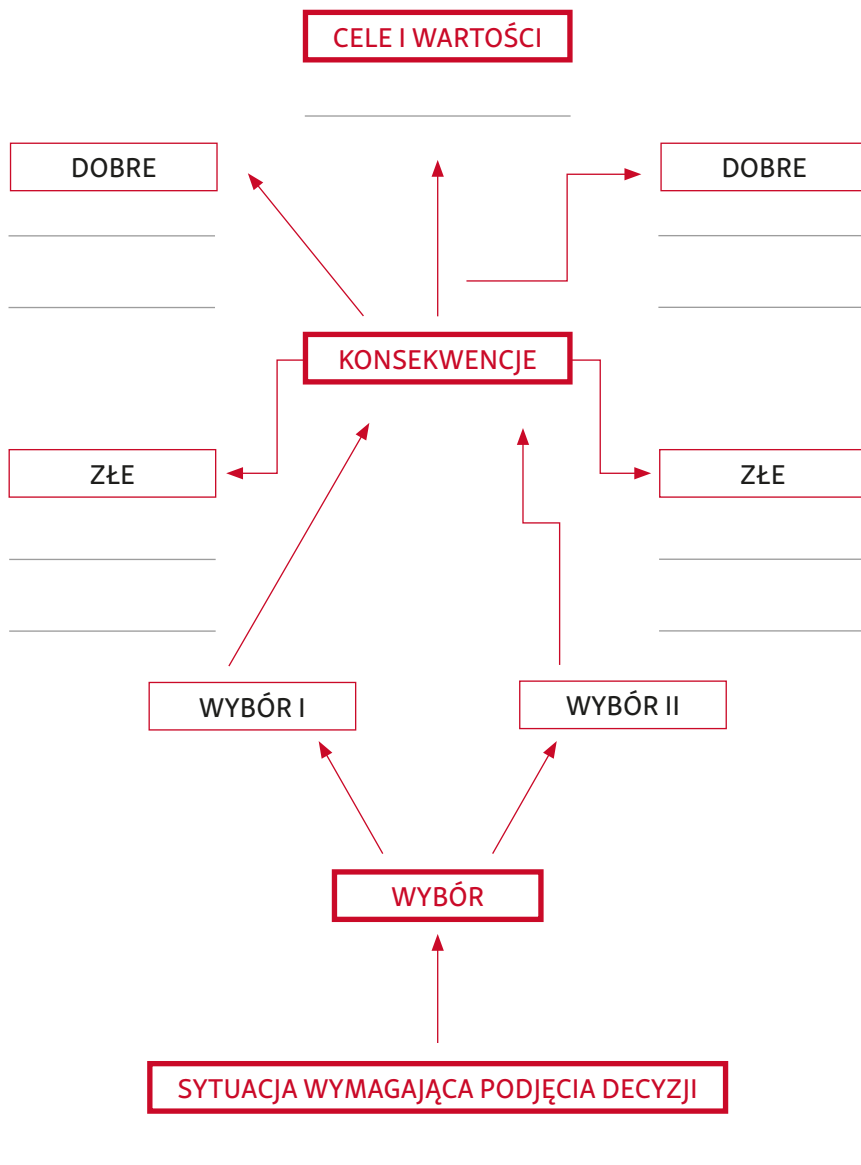 CELE I WARTOŚCI
DOBRE
DOBRE
KONSEKWENCJE
ZŁE
ZŁE
WYBÓR I
WYBÓR II
WYBÓR
SYTUACJA WYMAGAJĄCA PODJĘCIA DECYZJI